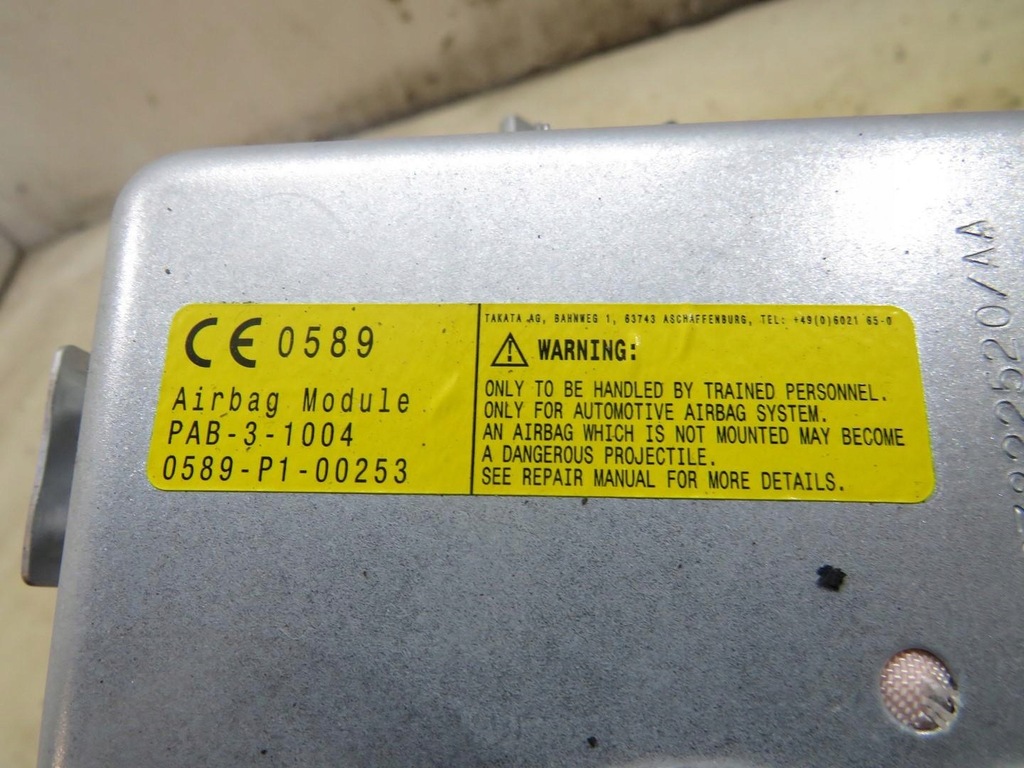 CE 0589
Airbag Module
PAB-3-1004
0589-P1-00253
TAKATA AG, BAHNWEG 1, 63743 ASCHAFFENBURG, TEL: +49(0)6021 65-0
WARNING:
ONLY TO BE HANDLED BY TRAINED PERSONNEL.
ONLY FOR AUTOMOTIVE AIRBAG SYSTEM.
AN AIRBAG WHICH IS NOT MOUNTED MAY BECOME
A DANGEROUS PROJECTILE.
SEE REPAIR MANUAL FOR MORE DETAILS.